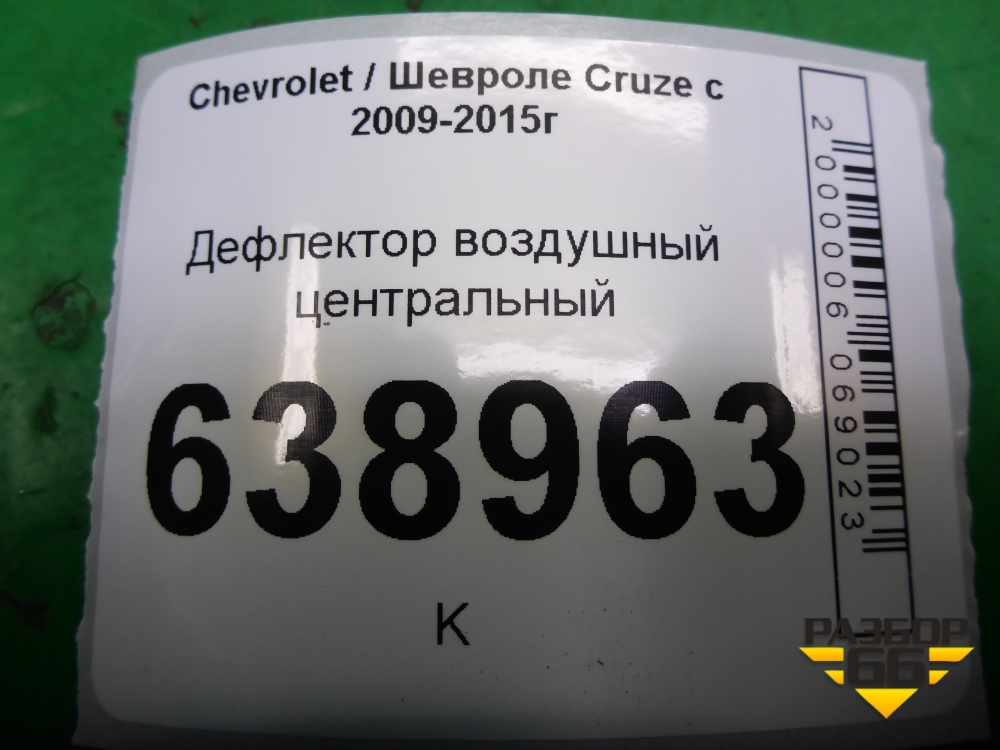 Chevrolet / Шевроле Cruze с
2009-2015г
Дефлектор воздушный
центральный
638963
К
2000006069023
РАЗБОР
66